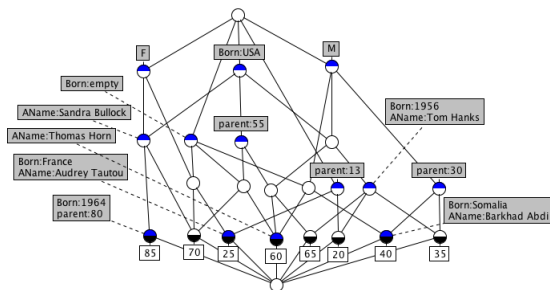 F
Born:USA
M
Born:empty
AName:Sandra Bullock
parent:55
Born:1956
AName:Tom Hanks
AName:Thomas Horn
Born:France
AName:Audrey Tautou
parent:13
parent:30
Born:1964
parent:80
Born:Somalia
AName:Barkhad Abdi
85
70
25
60
65
20
40
35